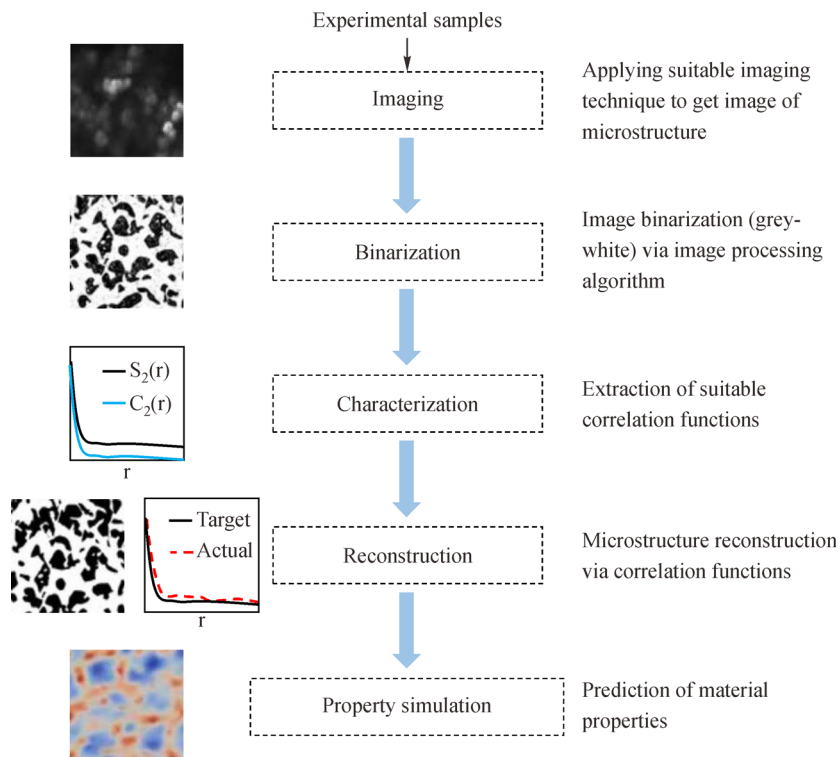 Experimental samples
Imaging
Applying suitable imaging
technique to get image of
microstructure
Binarization
Image binarization (grey-
white) via image processing
algorithm
S₂(r)
C₂(r)
r
Characterization
Extraction of suitable
correlation functions
Target
Actual
r
Reconstruction
Microstructure reconstruction
via correlation functions
Property simulation
Prediction of material
properties